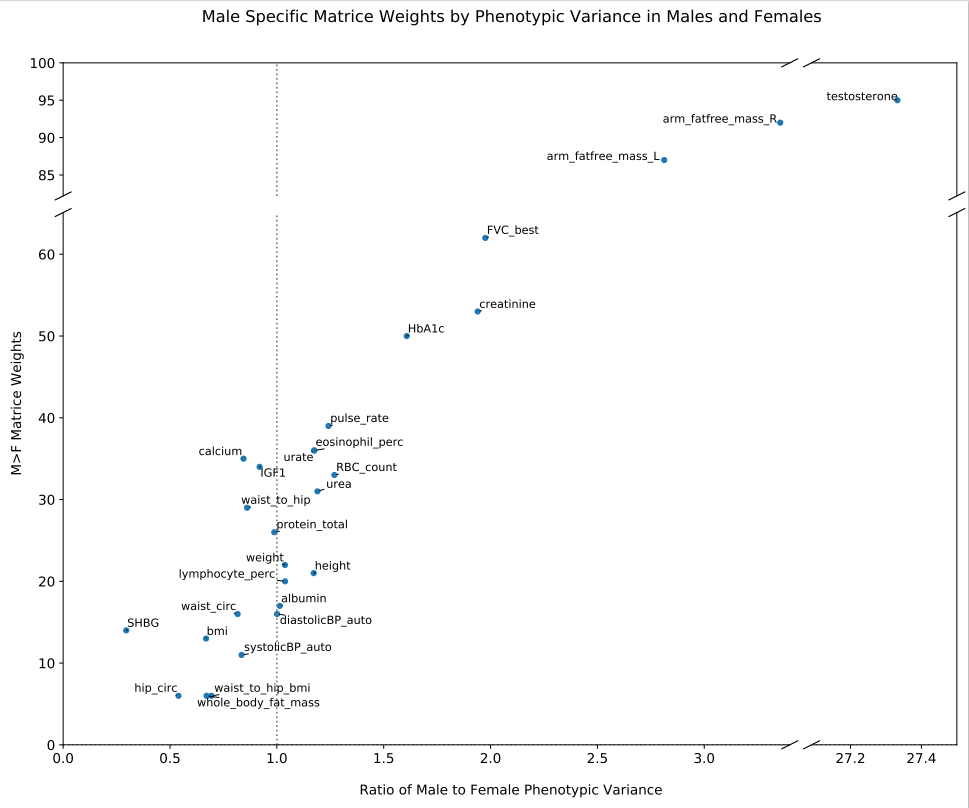 Male Specific Matrice Weights by Phenotypic Variance in Males and Females
100
95
90
85
60
50
40
30
20
10
0
M>F Matrice Weights
testosterone
arm_fatfree_mass_R
arm_fatfree_mass_L
FVC_best
creatinine
HbA1c
pulse_rate
eosinophil_perc
calcium
urate
RBC_count
IGF1
urea
waist_to_hip
protein_total
weight
height
lymphocyte_perc
albumin
waist_circ
diastolicBP_auto
SHBG
bmi
systolicBP_auto
hip_circ
waist_to_hip_bmi
whole_body_fat_mass
0.0 0.5 1.0 1.5 2.0 2.5 3.0 27.2 27.4
Ratio of Male to Female Phenotypic Variance